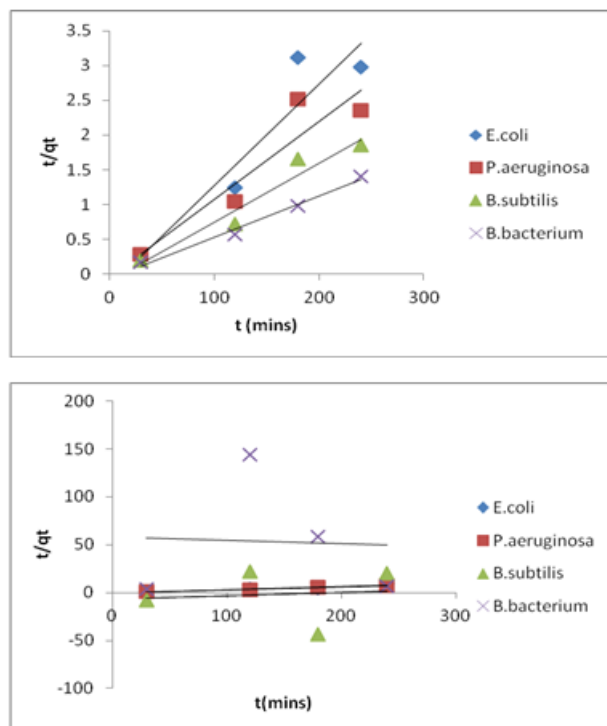 3.5
3
2.5
2
1.5
1
0.5
0
t/qt
0 100 200 300
t (mins)
E.coli
P.aeruginosa
B.subtilis
B.bacterium
200
150
100
50
0
-50
-100
t/qt
0 100 200 300
t(mins)
E.coli
P.aeruginosa
B.subtilis
B.bacterium